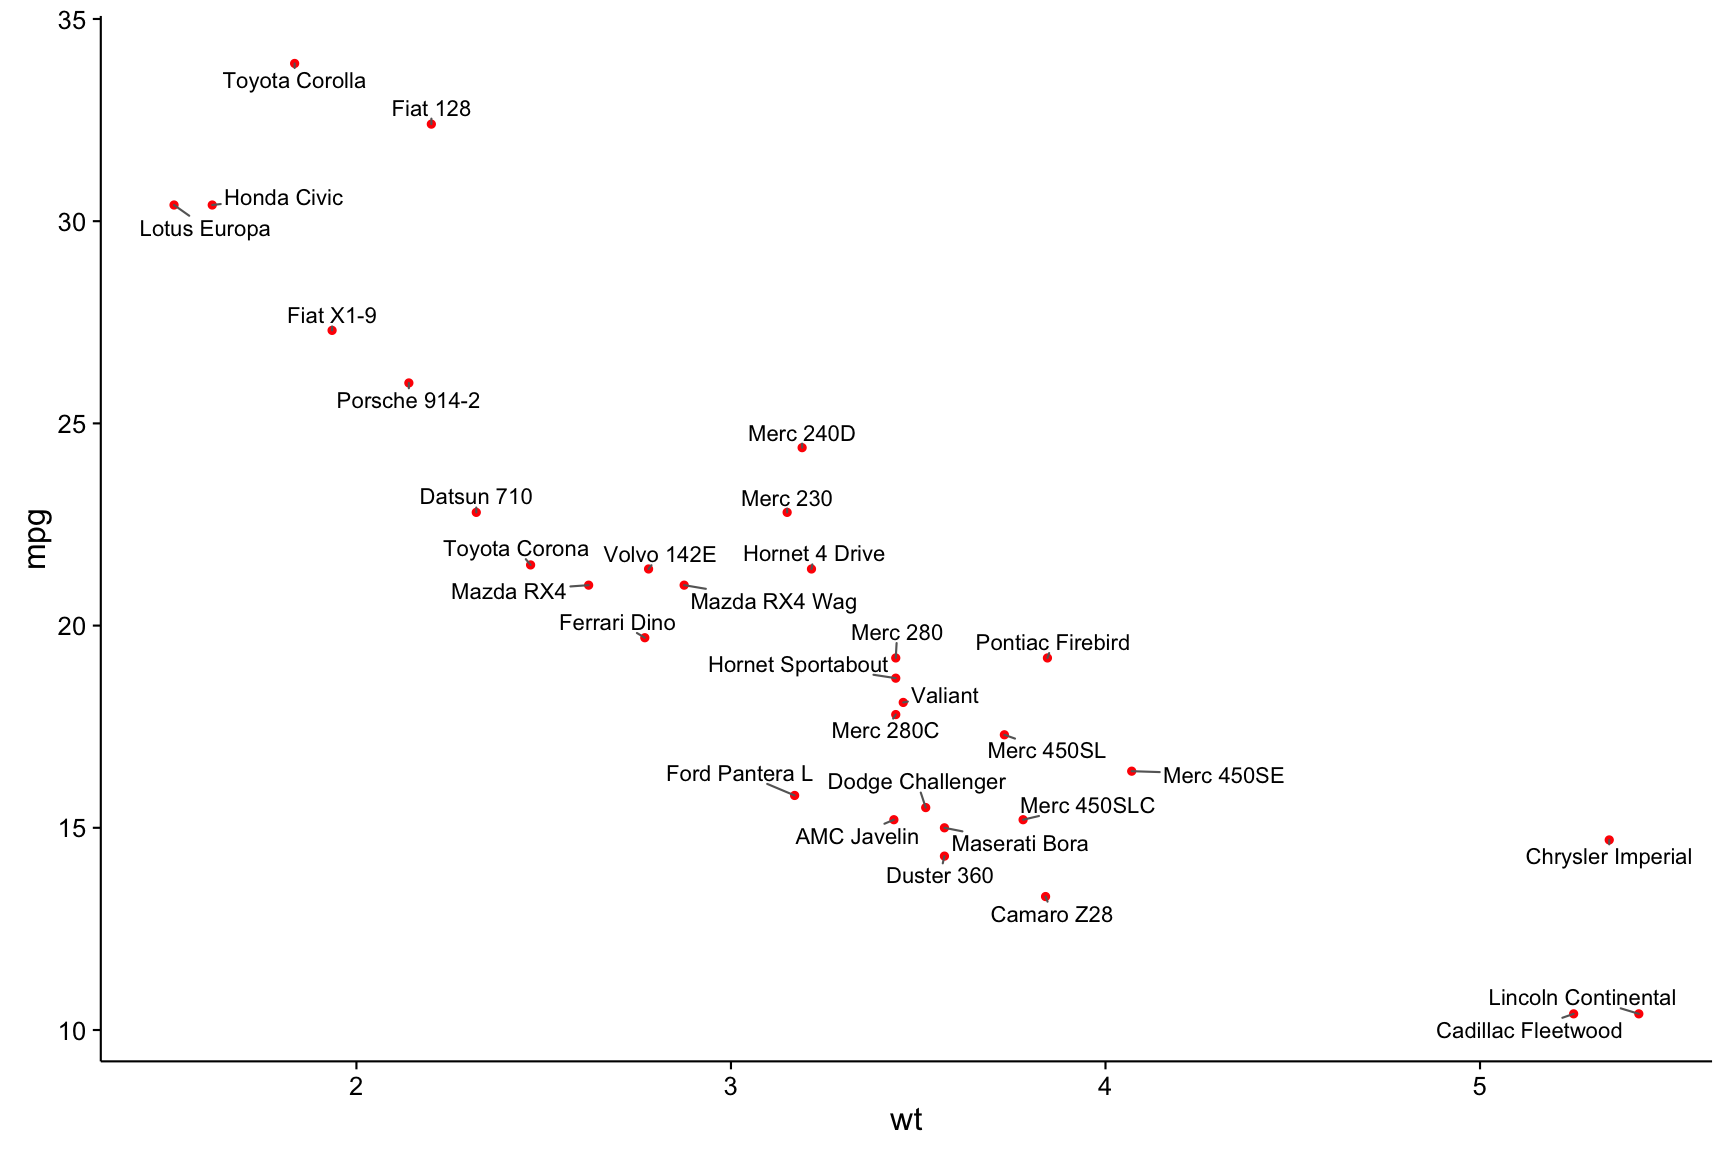 35
Toyota Corolla
Fiat 128
Honda Civic
30
Lotus Europa
Fiat X1-9
Porsche 914-2
25
Merc 240D
Datsun 710
Merc 230
mpg
Toyota Corona
Volvo 142E
Hornet 4 Drive
Mazda RX4
Mazda RX4 Wag
20
Ferrari Dino
Merc 280
Pontiac Firebird
Hornet Sportabout
Valiant
Merc 280C
Merc 450SL
Ford Pantera L
Merc 450SE
Dodge Challenger
Merc 450SLC
15
AMC Javelin
Maserati Bora
Chrysler Imperial
Duster 360
Camaro Z28
Lincoln Continental
10
Cadillac Fleetwood
2
3
4
5
wt